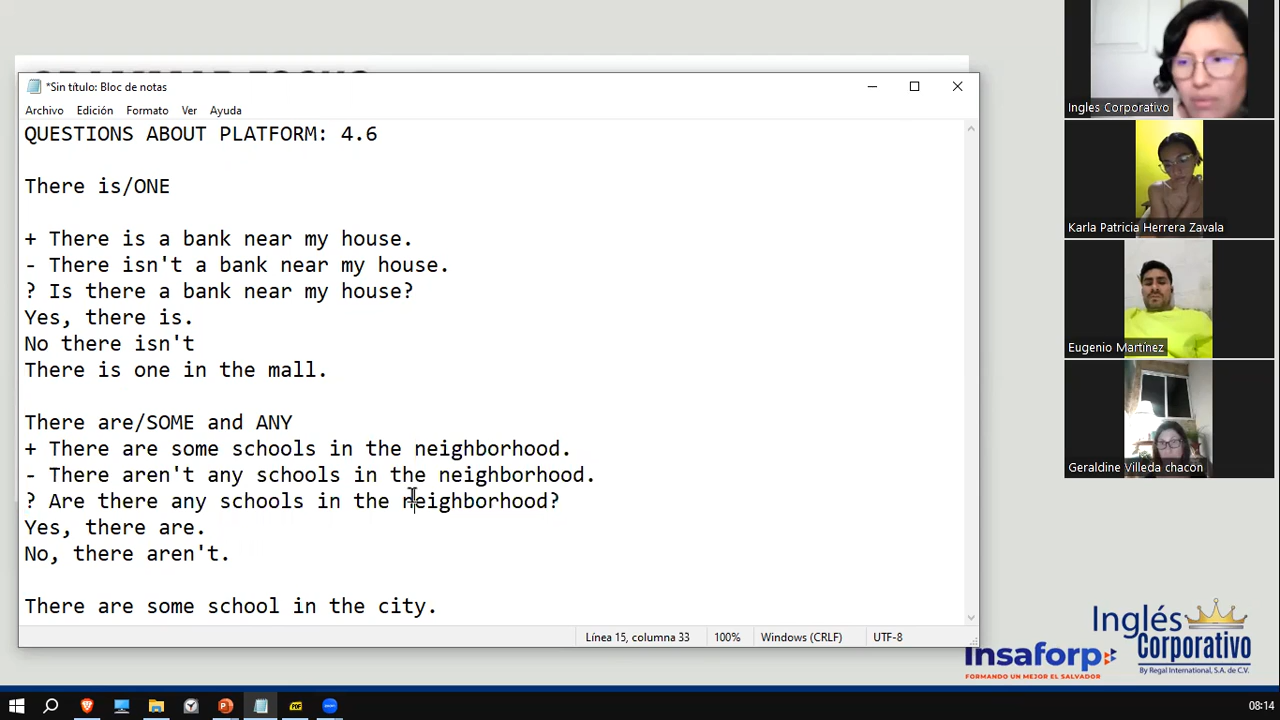 *Sin título: Bloc de notas
Archivo Edición Formato Ver Ayuda
QUESTIONS ABOUT PLATFORM: 4.6
There is/ONE
+ There is a bank near my house.
- There isn't a bank near my house.
? Is there a bank near my house?
Yes, there is.
No there isn't
There is one in the mall.
There are/SOME and ANY
+ There are some schools in the neighborhood.
- There aren't any schools in the neighborhood.
? Are there any schools in the neighborhood?
Yes, there are.
No, there aren't.
There are some school in the city.
Línea 15, columna 33 100% Windows (CRLF) UTF-8
Ingles Corporativo
Karla Patricia Herrera Zavala
Eugenio Martínez
Geraldine Villeda chacon
Inglés
Corporativo
By Regal International, S.A. de C.V.
Insaforp
FORMANDO UN MEJOR EL SALVADOR
08:14